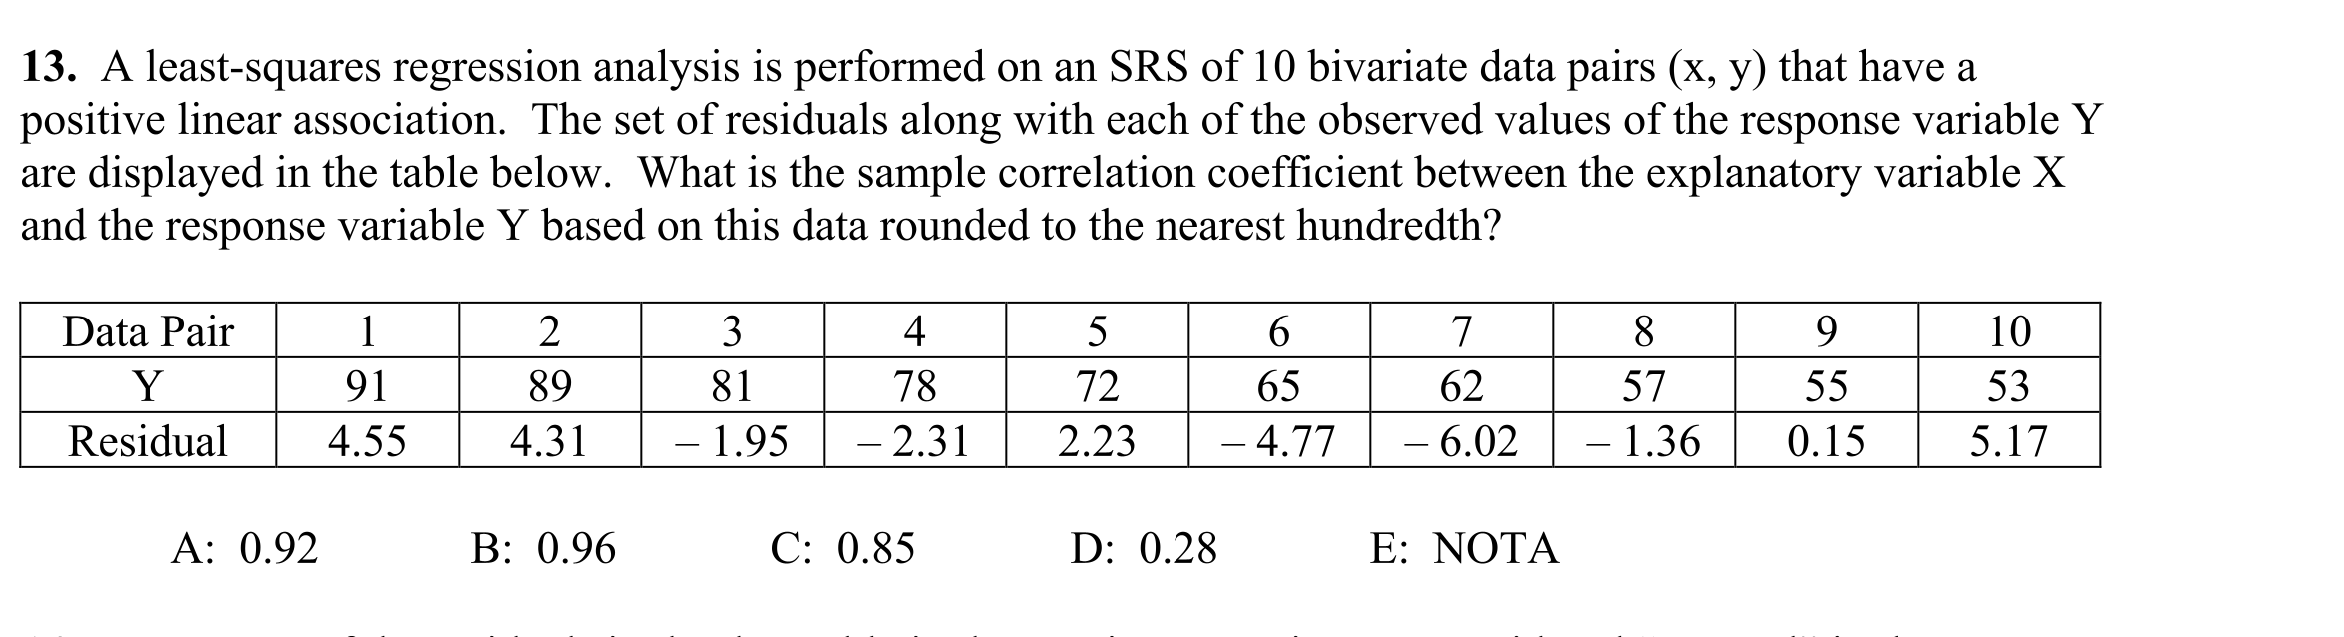 13. A least-squares regression analysis is performed on an SRS of 10 bivariate data pairs (x, y) that have a
positive linear association. The set of residuals along with each of the observed values of the response variable Y
are displayed in the table below. What is the sample correlation coefficient between the explanatory variable X
and the response variable Y based on this data rounded to the nearest hundredth?
Data Pair 1 2 3 4 5 6 7 8 9 10
Y 91 89 81 78 72 65 62 57 55 53
Residual 4.55 4.31 – 1.95 – 2.31 2.23 – 4.77 – 6.02 – 1.36 0.15 5.17
A: 0.92 B: 0.96 C: 0.85 D: 0.28 E: NOTA